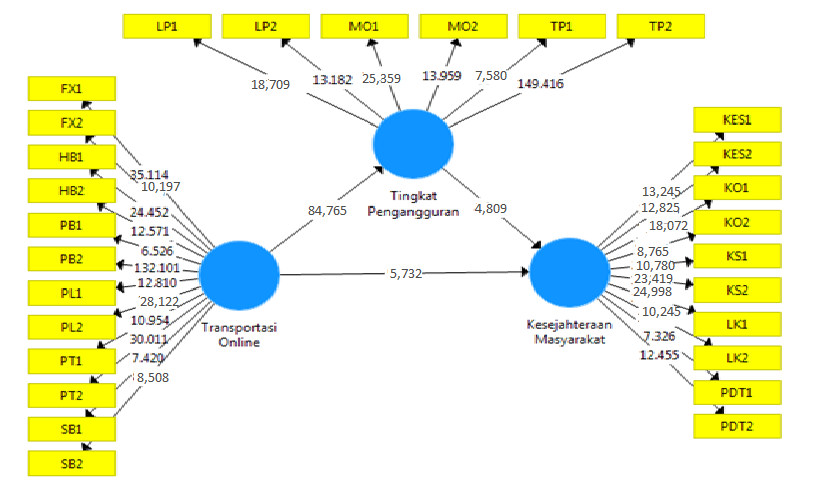 LP1
LP2
MO1
MO2
TP1
TP2
18,709
13.182
25,359
13.959
7,580
149.416
FX1
FX2
HB1
HB2
PB1
PB2
PL1
PL2
PT1
PT2
SB1
SB2
35.114
10,197
24.452
12.571
6.526
132.101
12.810
28,122
10.954
30.011
7.420
8,508
Transportasi
Online
84,765
Tingkat
Pengangguran
4,809
5,732
Kesejahteraan
Masyarakat
13,245
12,825
18,072
8,765
10,780
23,419
24,998
10,245
7.326
12.455
KES1
KES2
KO1
KO2
KS1
KS2
LK1
LK2
PDT1
PDT2